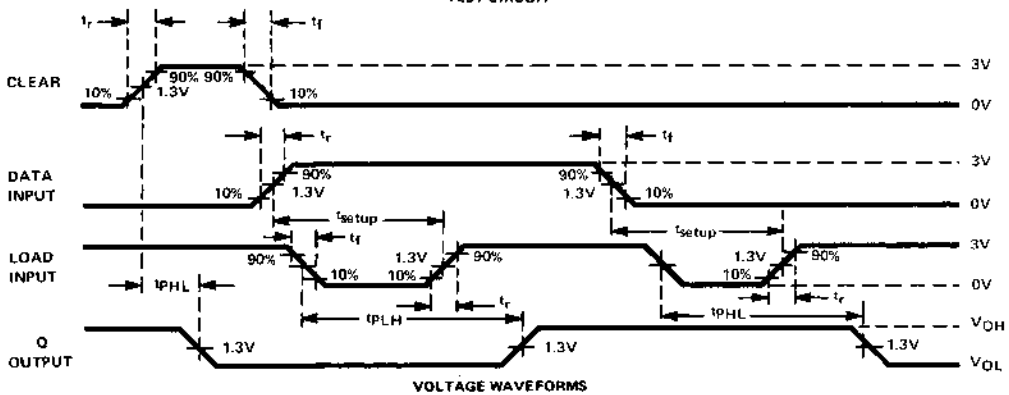 TEST CIRCUIT
tr
tf
CLEAR
10%
90% 90%
1.3V
10%
3V
0V
tr
tf
DATA
INPUT
10%
90%
1.3V
90%
1.3V
10%
3V
0V
tsetup
tsetup
LOAD
INPUT
tf
90%
10%
10%
1.3V
90%
tr
1.3V
10%
90%
tr
3V
0V
tPHL
tPLH
tPHL
Q
OUTPUT
1.3V
1.3V
1.3V
VOH
VOL
VOLTAGE WAVEFORMS